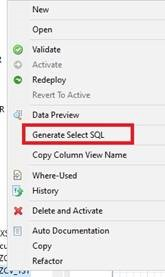 New
Open
Validate
Activate
Redeploy
Revert To Active
Data Preview
Generate Select SQL
Copy Column View Name
Where-Used
History
Delete and Activate
Auto Documentation
Copy
Refactor